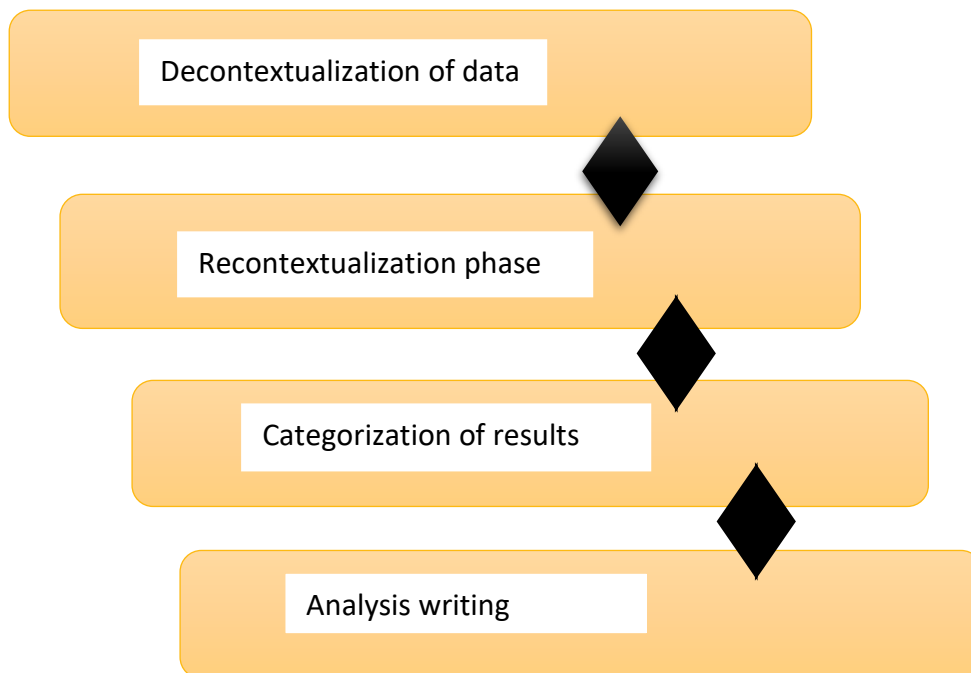 Decontextualization of data
Recontextualization phase
Categorization of results
Analysis writing